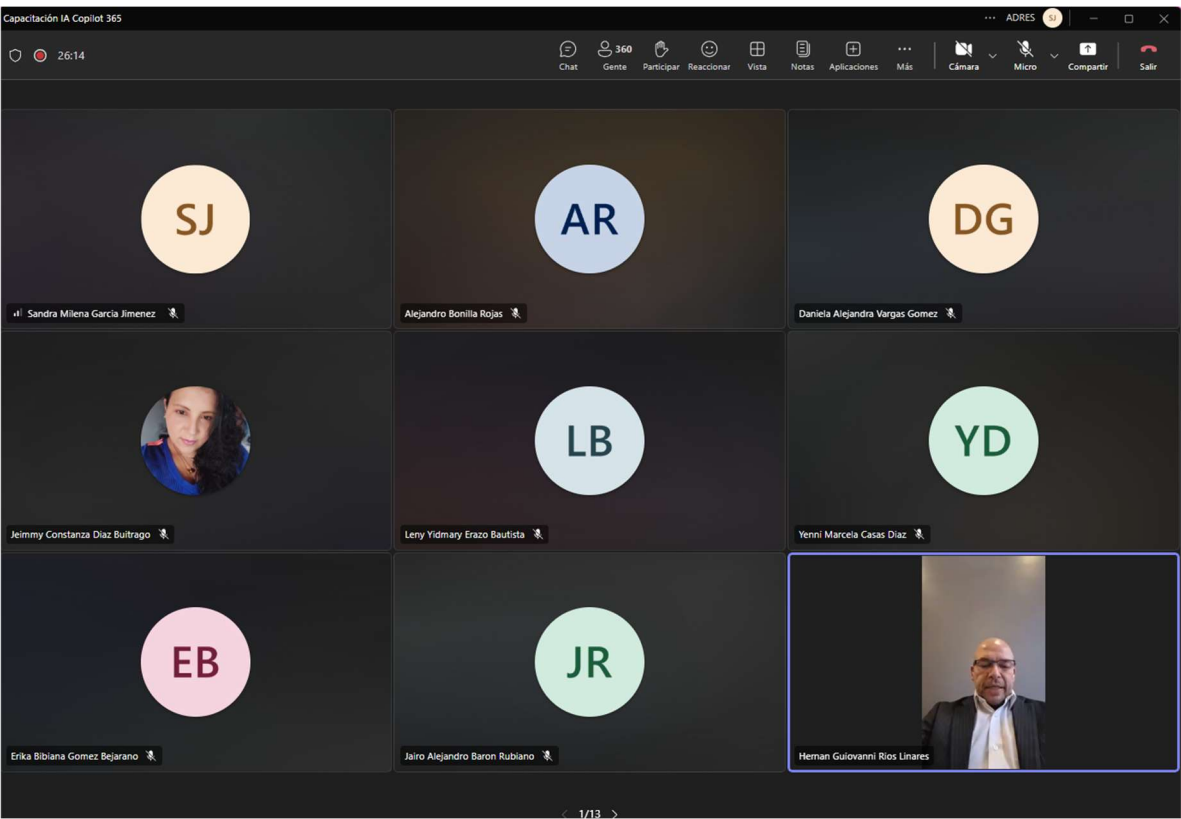 Capacitación IA Copilot 365
··· ADRES SJ
26:14
360
Chat Gente Participar Reaccionar Vista Notas Aplicaciones Más Cámara Micro Compartir Salir
SJ
AR
DG
Sandra Milena Garcia Jimenez
Alejandro Bonilla Rojas
Daniela Alejandra Vargas Gomez
LB
YD
Jeimmy Constanza Diaz Buitrago
Leny Yidmary Erazo Bautista
Yenni Marcela Casas Diaz
EB
JR
Erika Bibiana Gomez Bejarano
Jairo Alejandro Baron Rubiano
Hernan Guiovanni Rios Linares
< 1/13 >